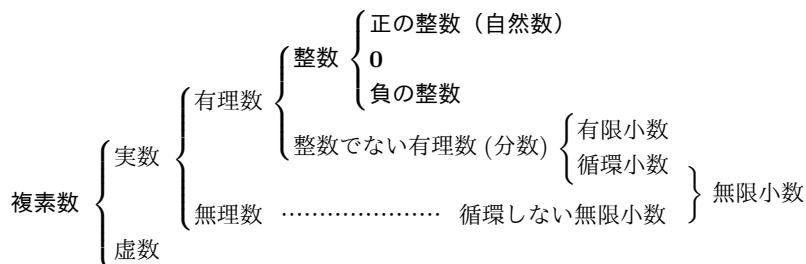 正の整数（自然数）
整数
0
負の整数
有理数
整数でない有理数 (分数)
有限小数
循環小数
実数
複素数
無理数 ………………… 循環しない無限小数
無限小数
虚数